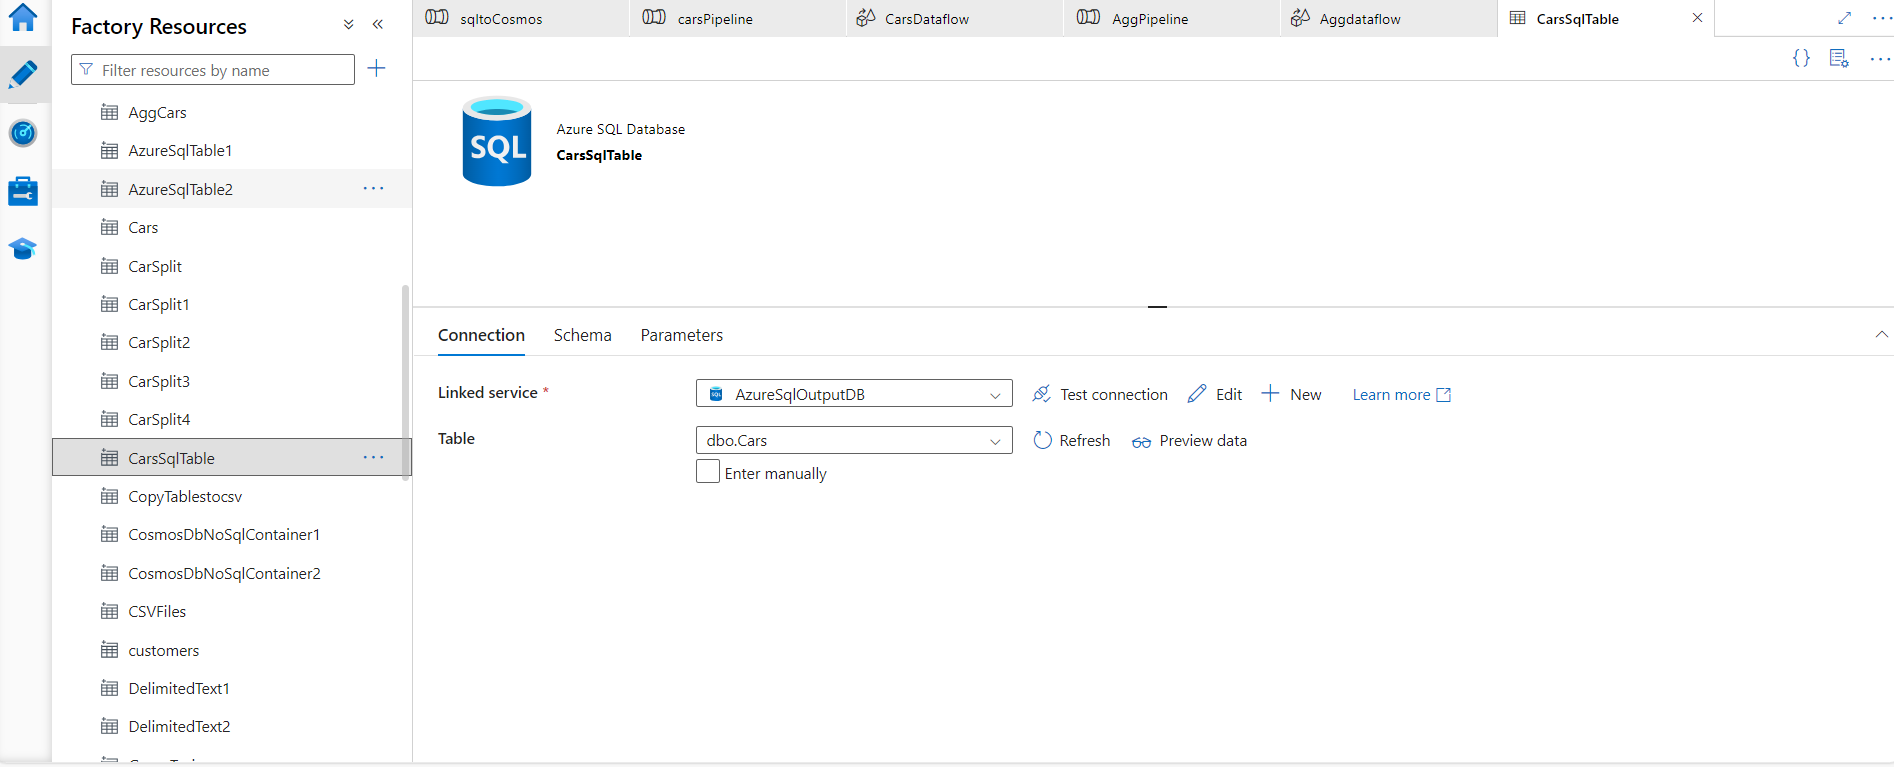 Factory Resources
Filter resources by name
AggCars
AzureSqlTable1
AzureSqlTable2
Cars
CarSplit
CarSplit1
CarSplit2
CarSplit3
CarSplit4
CarsSqlTable
CopyTablestocsv
CosmosDbNoSqlContainer1
CosmosDbNoSqlContainer2
CSVFiles
customers
DelimitedText1
DelimitedText2
sqltoCosmos
carsPipeline
CarsDataflow
AggPipeline
Aggdataflow
CarsSqlTable
SQL
Azure SQL Database
CarsSqlTable
Connection Schema Parameters
Linked service * AzureSqlOutputDB Test connection Edit New Learn more
Table dbo.Cars Refresh Preview data
Enter manually